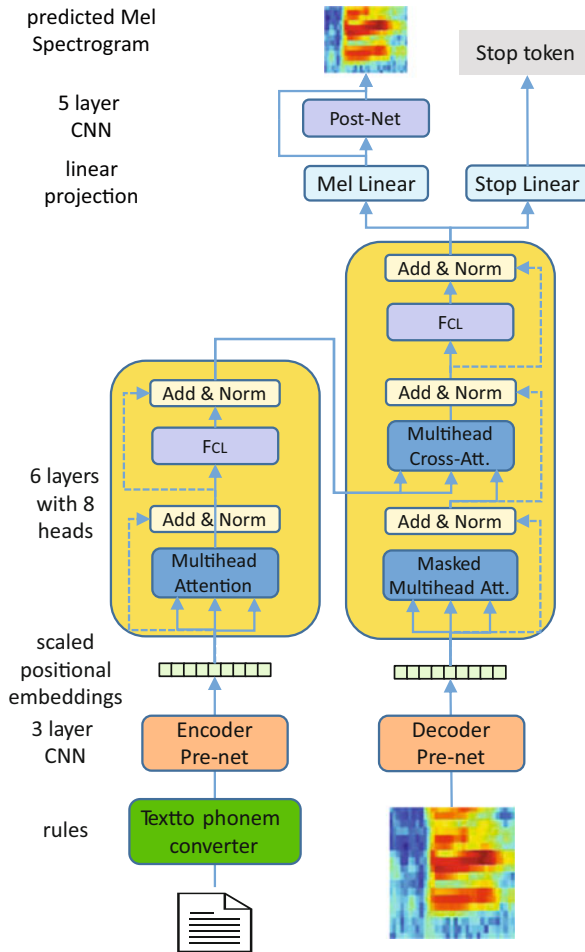 predicted Mel
Spectrogram
Stop token
5 layer
CNN
Post-Net
linear
projection
Mel Linear
Stop Linear
Add & Norm
FCL
Add & Norm
Add & Norm
Multihead
Cross-Att.
FCL
6 layers
with 8
heads
Add & Norm
Add & Norm
Multihead
Attention
Masked
Multihead Att.
scaled
positional
embeddings
3 layer
CNN
Encoder
Pre-net
Decoder
Pre-net
rules
Textto phonem
converter